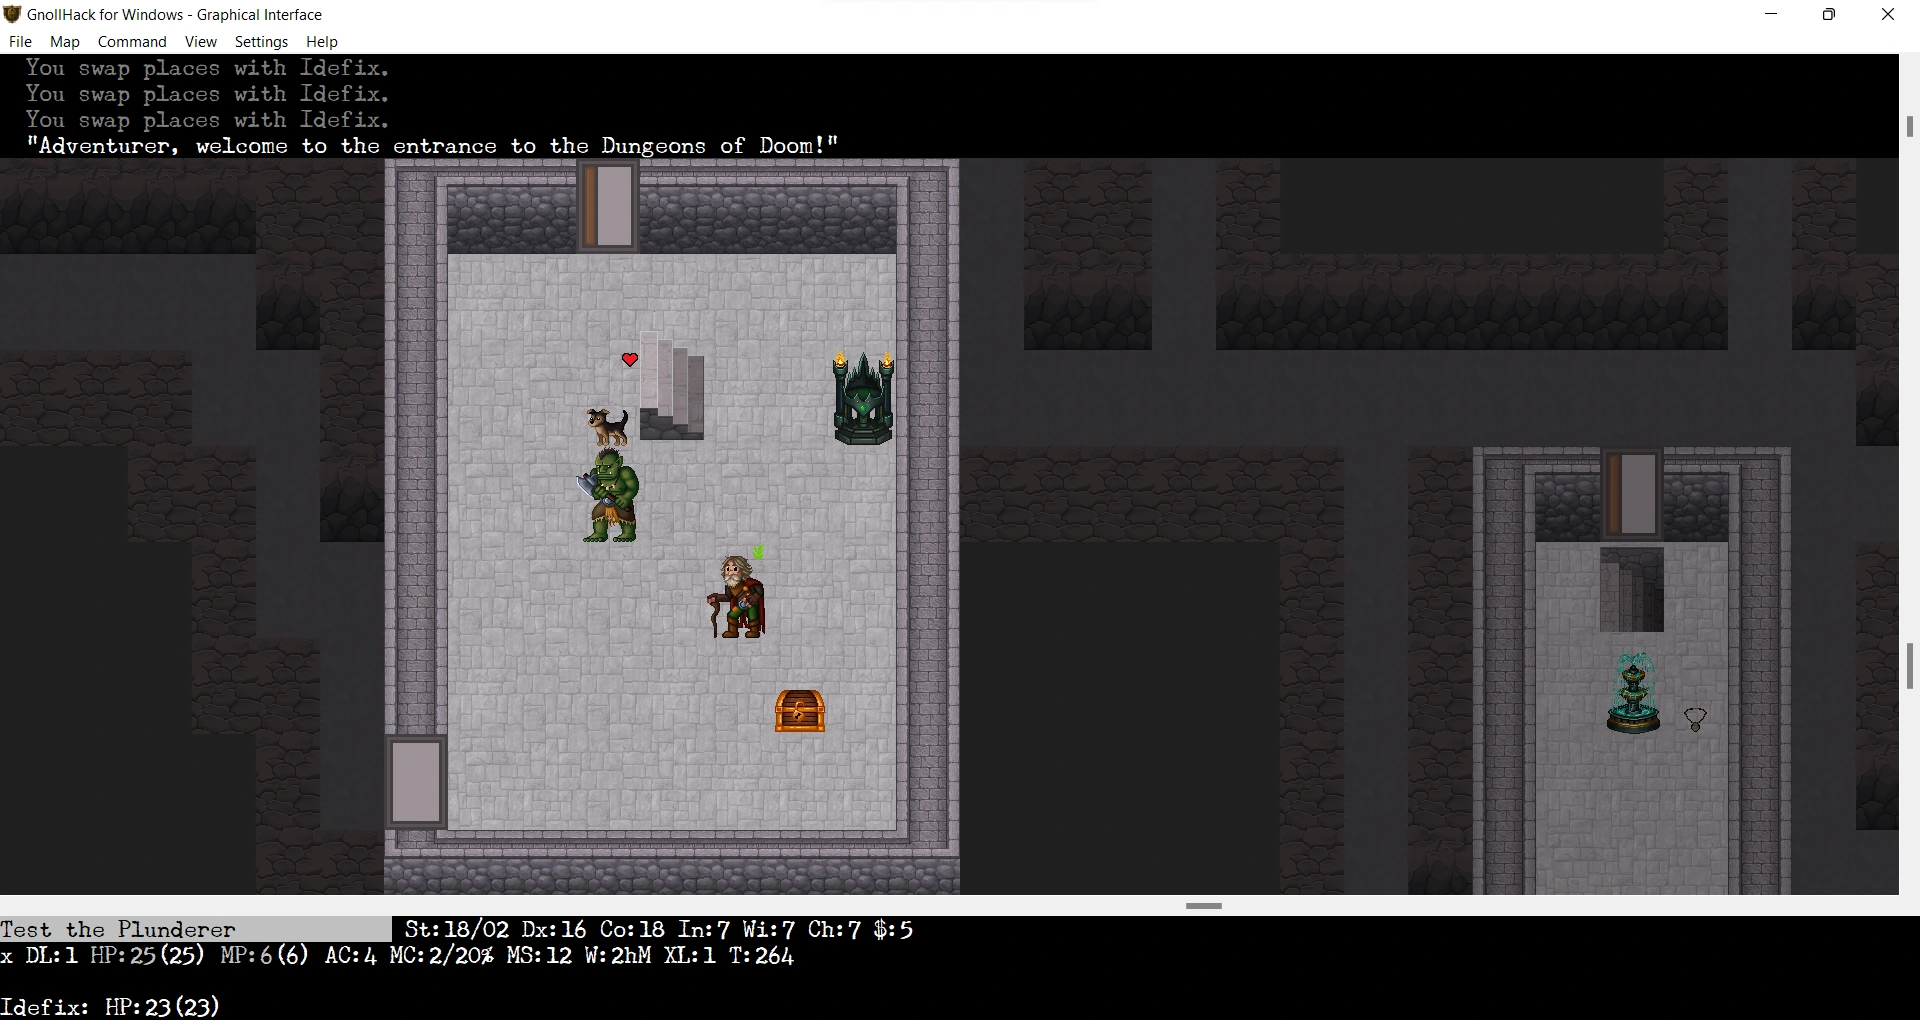 GnollHack for Windows - Graphical Interface
File Map Command View Settings Help
You swap places with Idefix.
You swap places with Idefix.
You swap places with Idefix.
"Adventurer, welcome to the entrance to the Dungeons of Doom!"
Test the Plunderer St:18/02 Dx:16 Co:18 In:7 Wi:7 Ch:7 $:5
x DL:1 HP:25(25) MP:6(6) AC:4 MC:2/20% MS:12 W:2hM XL:1 T:264
Idefix: HP:23(23)